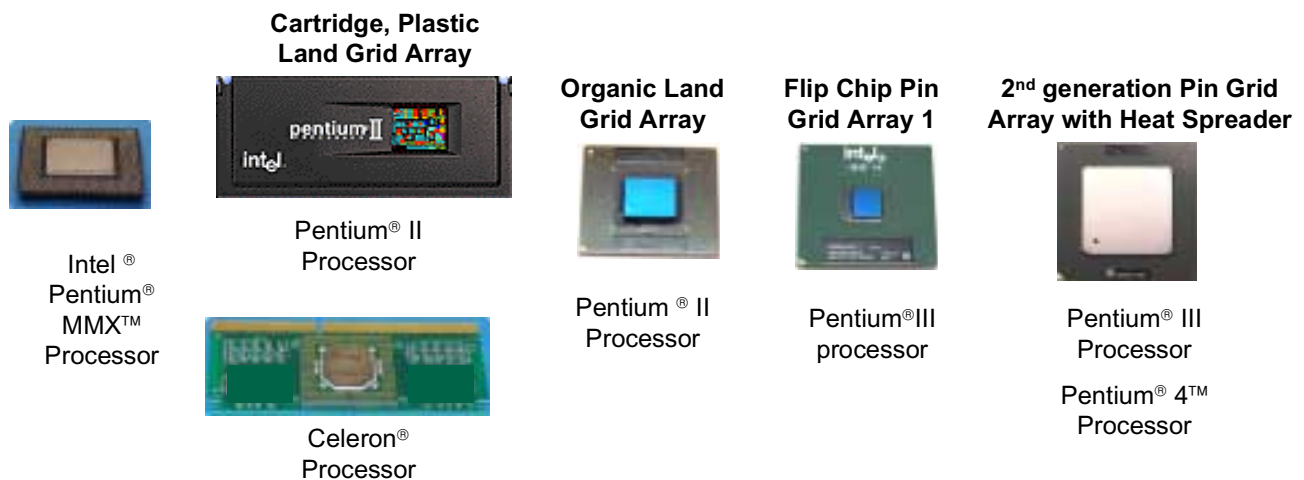 Cartridge, Plastic
Land Grid Array
pentium II
intel
Organic Land
Grid Array
Flip Chip Pin
Grid Array 1
intel
2nd generation Pin Grid
Array with Heat Spreader
Intel ®
Pentium®
MMX™
Processor
Pentium® II
Processor
Celeron®
Processor
Pentium ® II
Processor
Pentium®III
processor
Pentium® III
Processor
Pentium® 4™
Processor